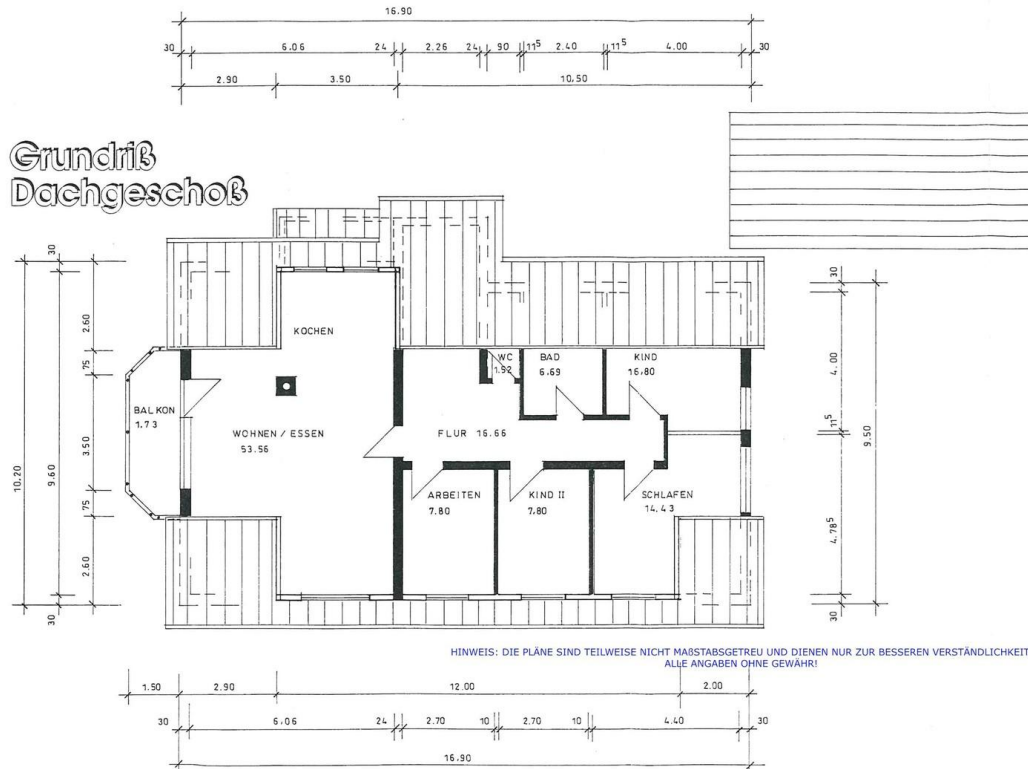 16.90
30 6.06 24 2.26 24 90 11⁵ 2.40 11⁵ 4.00 30
2.90 3.50 10,50
Grundriß
Dachgeschoß
30
2.60
75
3.50
75
2.60
30
9.60
10.20
KOCHEN
BALKON
1.73
WOHNEN / ESSEN
53.56
FLUR 16.66
WC
1.52
BAD
6,69
KIND
16,80
ARBEITEN
7.80
KIND II
7,80
SCHLAFEN
14.43
30
4.00
11⁵
4.78⁵
30
9.50
HINWEIS: DIE PLÄNE SIND TEILWEISE NICHT MAßSTABSGETREU UND DIENEN NUR ZUR BESSEREN VERSTÄNDLICHKEIT
ALLE ANGABEN OHNE GEWÄHR!
1.50 2.90 12.00 2.00
30 6,06 24 2.70 10 2.70 10 4.40 30
16.90